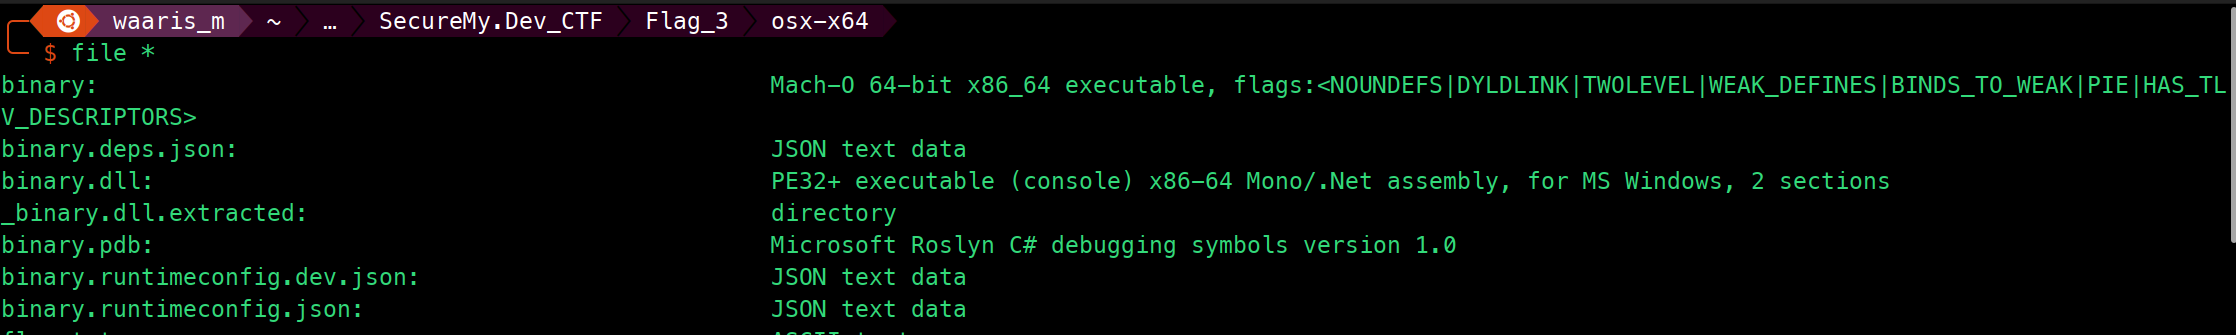 waaris_m ~ … SecureMy.Dev_CTF Flag_3 osx-x64
$ file *
binary: Mach-O 64-bit x86_64 executable, flags:<NOUNDEFS|DYLDLINK|TWOLEVEL|WEAK_DEFINES|BINDS_TO_WEAK|PIE|HAS_TL
V_DESCRIPTORS>
binary.deps.json: JSON text data
binary.dll: PE32+ executable (console) x86-64 Mono/.Net assembly, for MS Windows, 2 sections
_binary.dll.extracted: directory
binary.pdb: Microsoft Roslyn C# debugging symbols version 1.0
binary.runtimeconfig.dev.json: JSON text data
binary.runtimeconfig.json: JSON text data